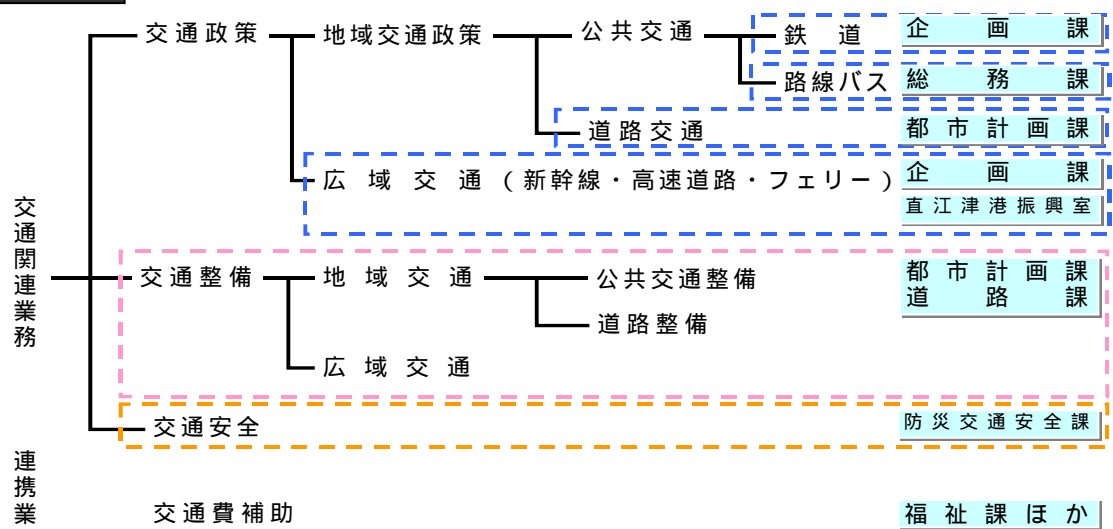 交通政策 地域交通政策 公共交通 鉄道 企画課
路線バス 総務課
道路交通 都市計画課
広域交通（新幹線・高速道路・フェリー） 企画課
直江津港振興室
交通関連業務
交通整備 地域交通 公共交通整備 都市計画課
道路課
道路整備
広域交通
交通安全 防災交通安全課
連携業
交通費補助 福祉課ほか